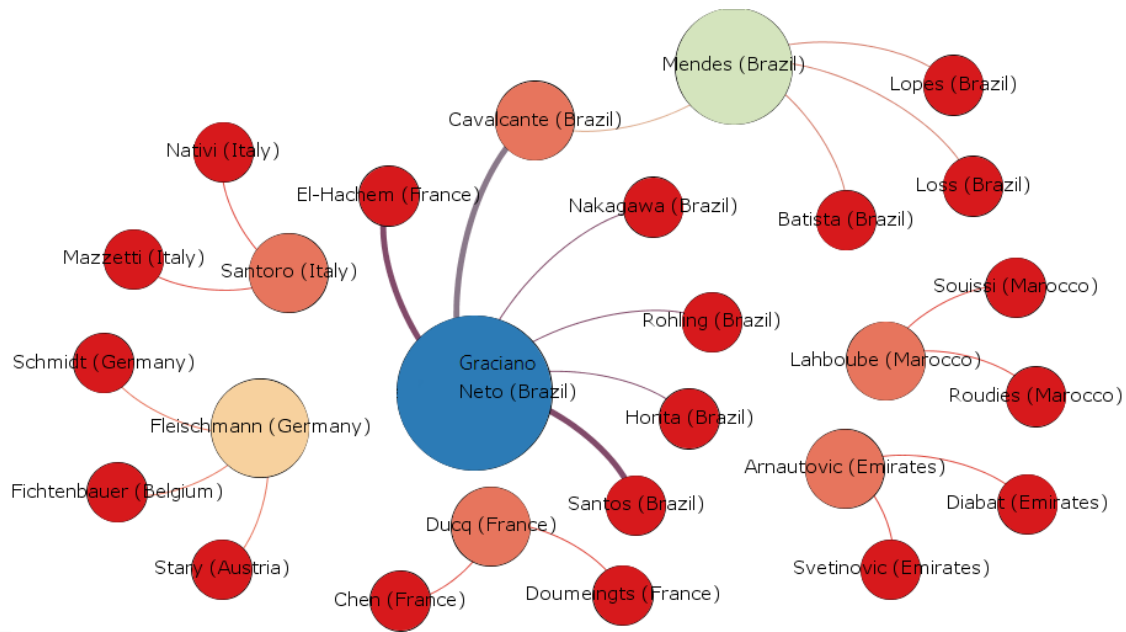 Mendes (Brazil)
Lopes (Brazil)
Cavalcante (Brazil)
Nativi (Italy)
El-Hachem (France)
Loss (Brazil)
Nakagawa (Brazil)
Batista (Brazil)
Mazzetti (Italy)
Santoro (Italy)
Souissi (Marocco)
Rohling (Brazil)
Schmidt (Germany)
Graciano
Neto (Brazil)
Lahboube (Marocco)
Roudies (Marocco)
Horita (Brazil)
Fleischmann (Germany)
Arnautovic (Emirates)
Fichtenbauer (Belgium)
Santos (Brazil)
Diabat (Emirates)
Ducq (France)
Stary (Austria)
Svetinovic (Emirates)
Doumeingts (France)
Chen (France)